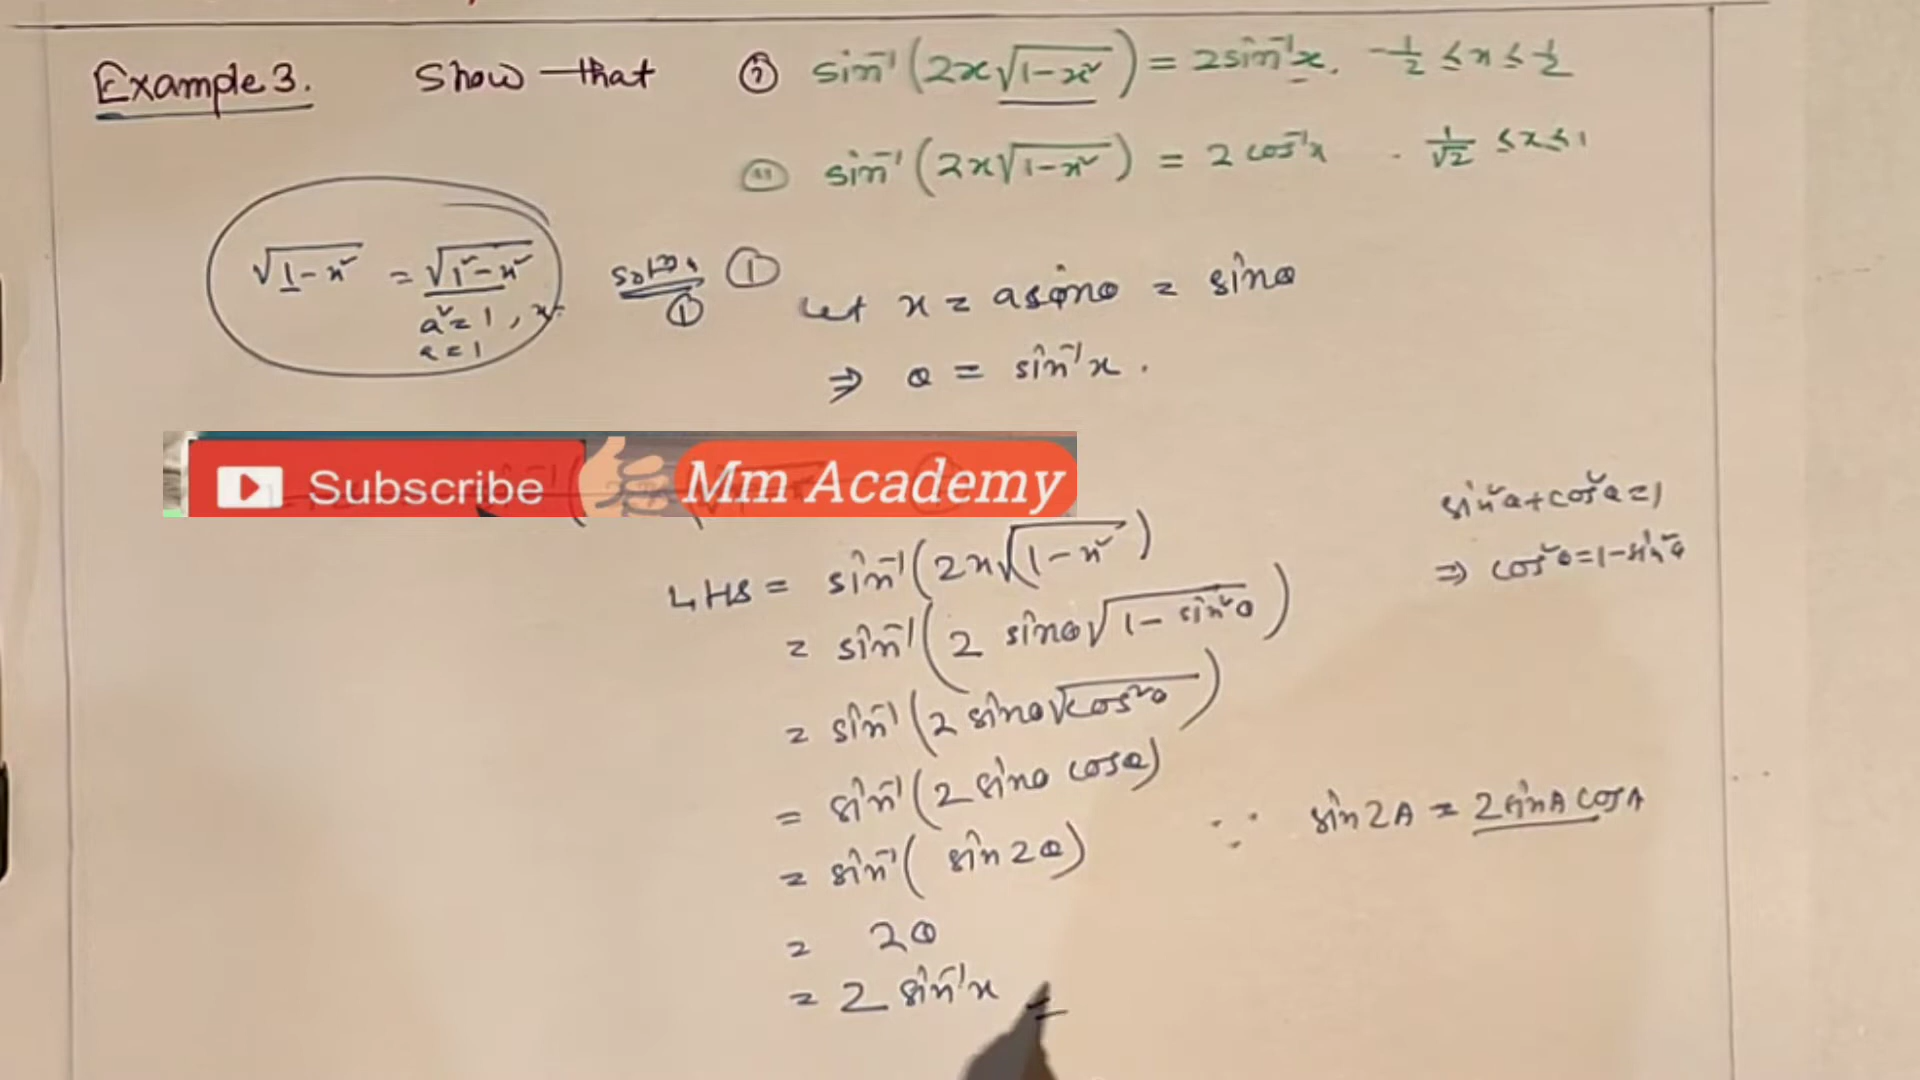 Example 3. Show that (i) sin⁻¹(2x√(1-x²)) = 2sin⁻¹x, -1/2 ≤ x ≤ 1/2
(ii) sin⁻¹(2x√(1-x²)) = 2cos⁻¹x . 1/√2 ≤ x ≤ 1
√(1-x²) = √(1²-x²)
a² = 1, x
a = 1
Soln, (1)
(1)
Let x = a sinθ = sinθ
⇒ θ = sin⁻¹x.
Subscribe Mm Academy
LHS = sin⁻¹(2x√(1-x²))
= sin⁻¹(2 sinθ√(1-sin²θ))
= sin⁻¹(2 sinθ√(cos²θ))
= sin⁻¹(2 sinθ cosθ)
= sin⁻¹(sin2θ)
= 2θ
= 2 sin⁻¹x =
sin²θ+cos²θ=1
⇒ cos²θ=1-sin²θ
∵ sin2A = 2sinA cosA